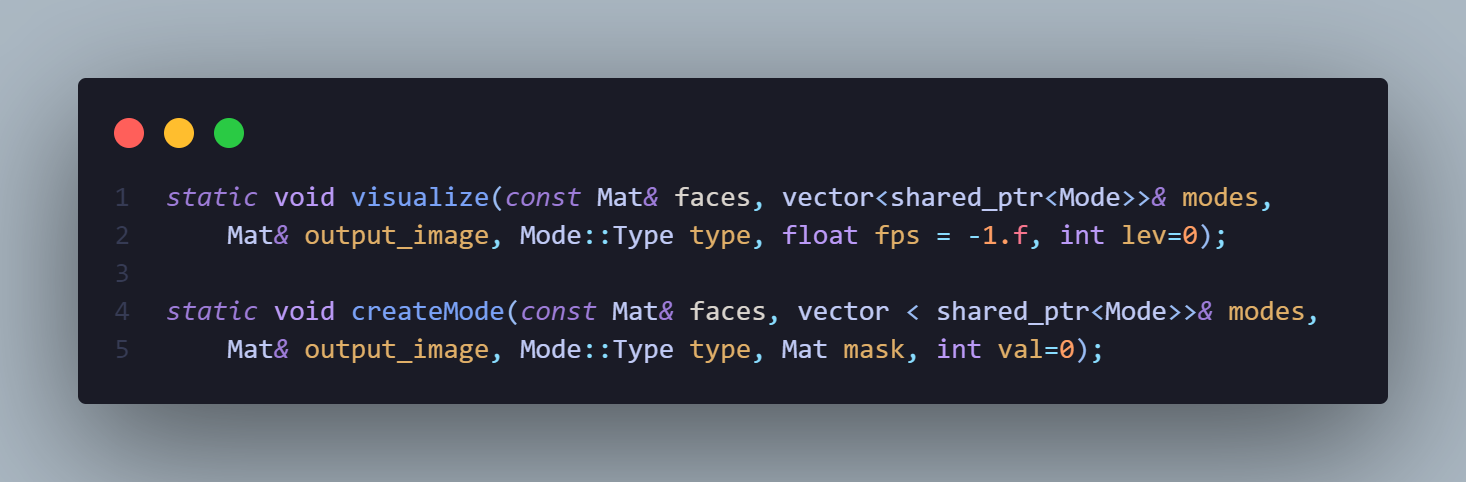 1 static void visualize(const Mat& faces, vector<shared_ptr<Mode>>& modes,
2     Mat& output_image, Mode::Type type, float fps = -1.f, int lev=0);
3
4 static void createMode(const Mat& faces, vector < shared_ptr<Mode>>& modes,
5     Mat& output_image, Mode::Type type, Mat mask, int val=0);